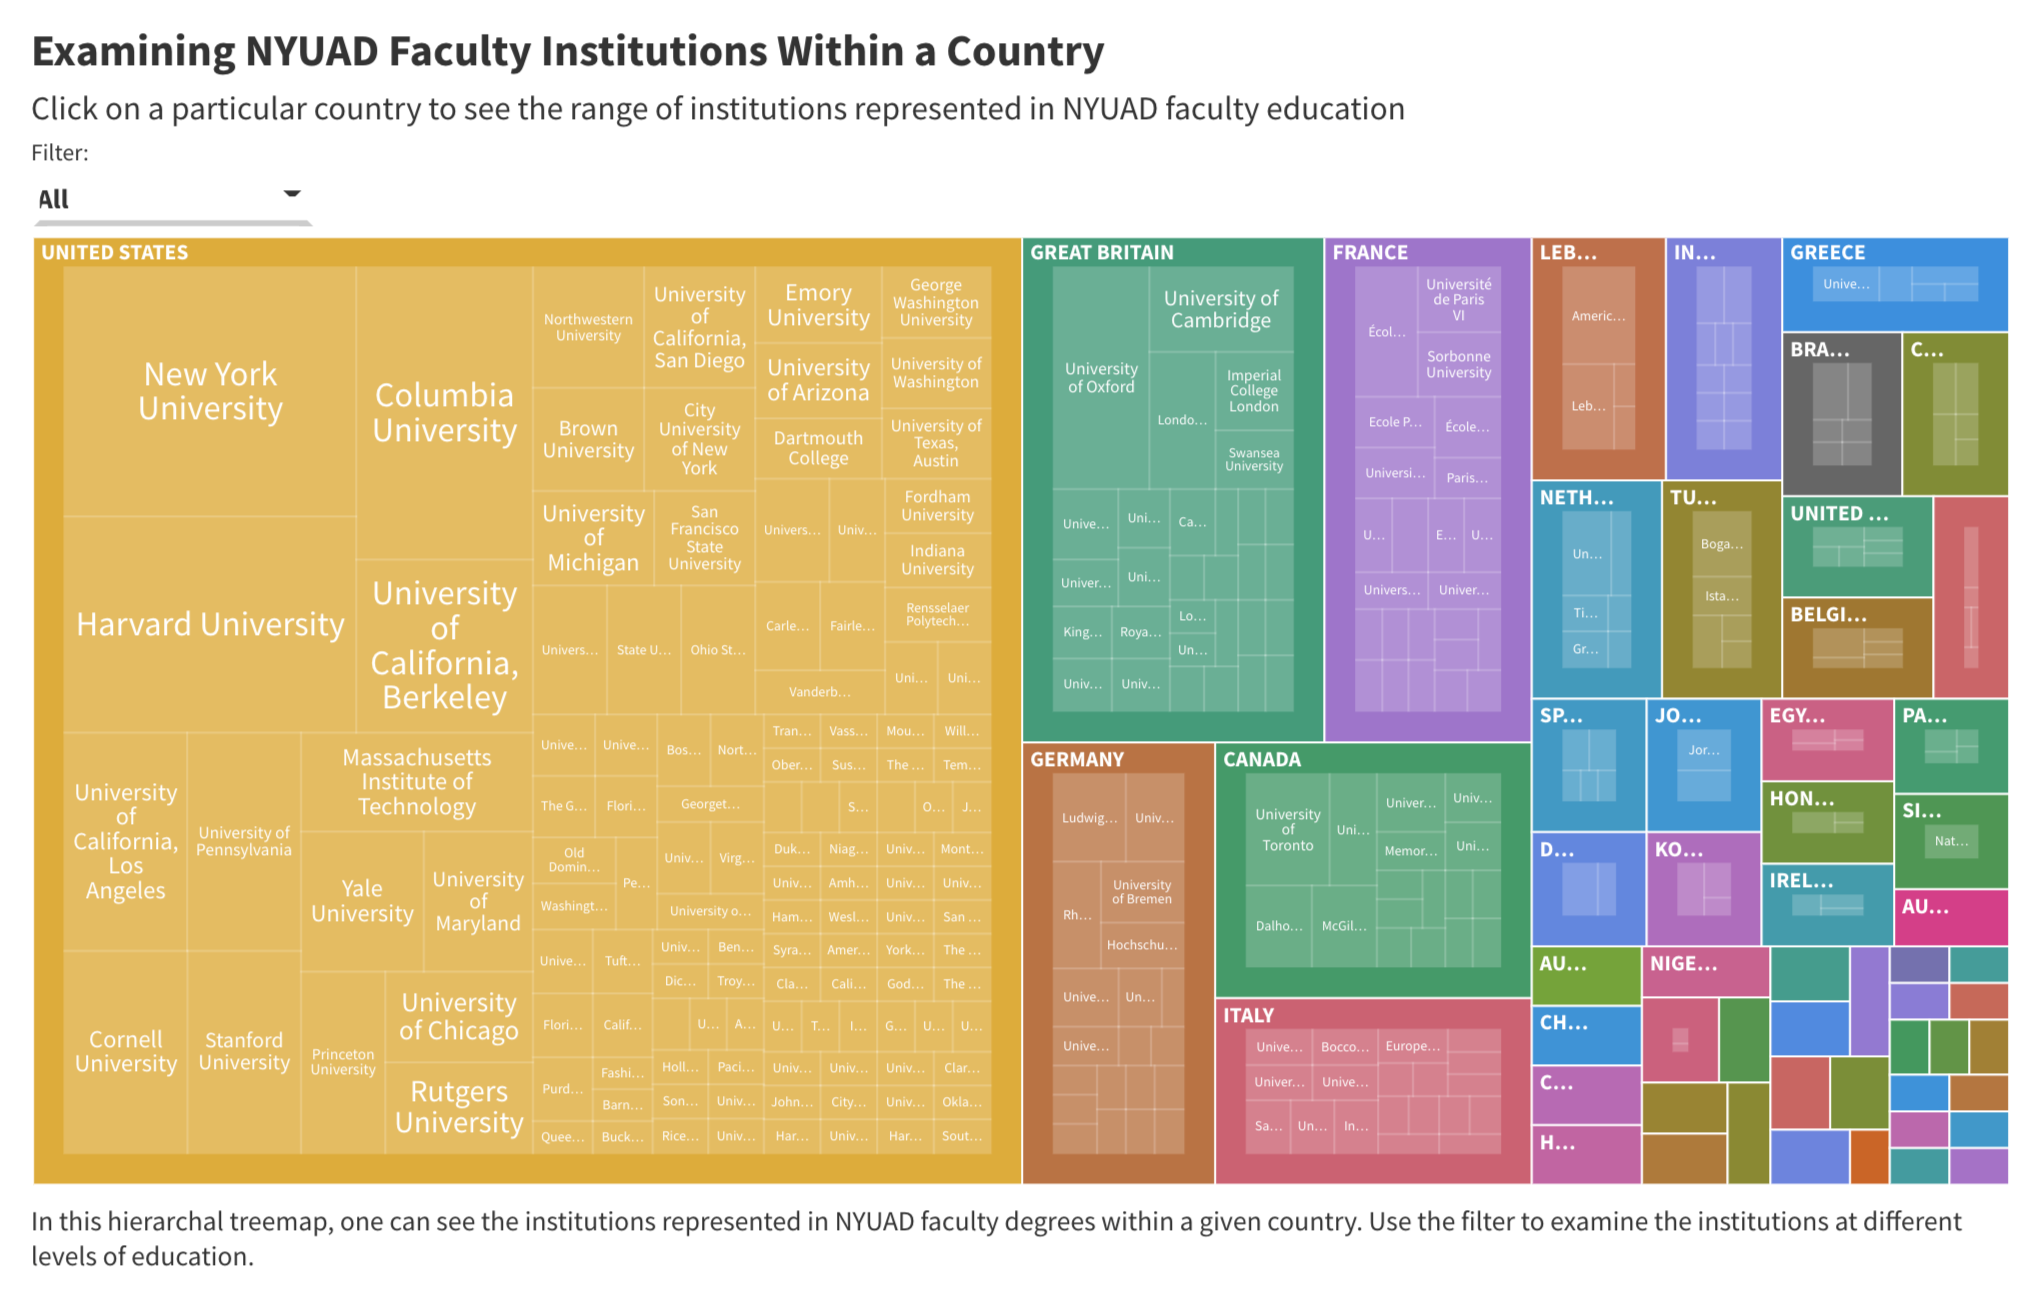 Examining NYUAD Faculty Institutions Within a Country
Click on a particular country to see the range of institutions represented in NYUAD faculty education
Filter:
All
UNITED STATES
New York
University
Harvard University
Columbia
University
University
of
California,
Berkeley
University
of
California,
Los
Angeles
University of
Pennsylvania
Massachusetts
Institute of
Technology
Yale
University
University
of
Maryland
Cornell
University
Stanford
University
Princeton
University
University
of Chicago
Rutgers
University
Northwestern
University
University
of
California,
San Diego
Brown
University
City
University
of New
York
University
of
Michigan
San
Francisco
State
University
Emory
University
University
of Arizona
Dartmouth
College
George
Washington
University
University of
Washington
University of
Texas,
Austin
Univers...
Univ...
Fordham
University
Indiana
University
Rensselaer
Polytech...
Univers...
State U...
Ohio St...
Carle...
Fairle...
Vanderb...
Uni...
Uni...
Unive...
Unive...
Bos...
Nort...
The G...
Flori...
Georget...
Old
Domin...
Pe...
Washingt...
Univ...
Virg...
University o...
Tran...
Vass...
Mou...
Will...
Ober...
Sus...
The ...
Tem...
S...
O...
J...
Duk...
Niag...
Univ...
Mont...
Univ...
Amh...
Univ...
Univ...
Ham...
Wesl...
Univ...
San ...
Unive...
Tuft...
Univ...
Ben...
Dic...
Troy...
Syra...
Amer...
York...
The ...
Cla...
Cali...
God...
The ...
Flori...
Calif...
U...
A...
U...
T...
I...
G...
U...
U...
Purd...
Fashi...
Barn...
Holl...
Paci...
Univ...
Univ...
Univ...
Clar...
Son...
Univ...
John...
City...
Univ...
Okla...
Quee...
Buck...
Rice...
Univ...
Har...
Univ...
Har...
Sout...
GREAT BRITAIN
University
of Oxford
University of
Cambridge
Londo...
Imperial
College
London
Swansea
University
Unive...
Uni...
Ca...
Univer...
Uni...
King...
Roya...
Lo...
Un...
Univ...
Univ...
FRANCE
Écol...
Université
de Paris
VI
Sorbonne
University
Ecole P...
École...
Universi...
Paris...
U...
E...
U...
Univers...
Univer...
GERMANY
Ludwig...
Univ...
Rh...
University
of Bremen
Hochschu...
Unive...
Un...
Unive...
CANADA
University
of
Toronto
Uni...
Univer...
Univ...
Memor...
Uni...
Dalho...
McGil...
ITALY
Unive...
Bocco...
Europe...
Univer...
Unive...
Sa...
Un...
In...
LEB...
Americ...
Leb...
IN...
GREECE
Unive...
BRA...
C...
NETH...
Un...
Ti...
Gr...
TU...
Boga...
Ista...
UNITED ...
BELGI...
SP...
JO...
Jor...
EGY...
PA...
HON...
SI...
Nat...
D...
KO...
IREL...
AU...
AU...
NIGE...
CH...
C...
H...
In this hierarchal treemap, one can see the institutions represented in NYUAD faculty degrees within a given country. Use the filter to examine the institutions at different
levels of education.